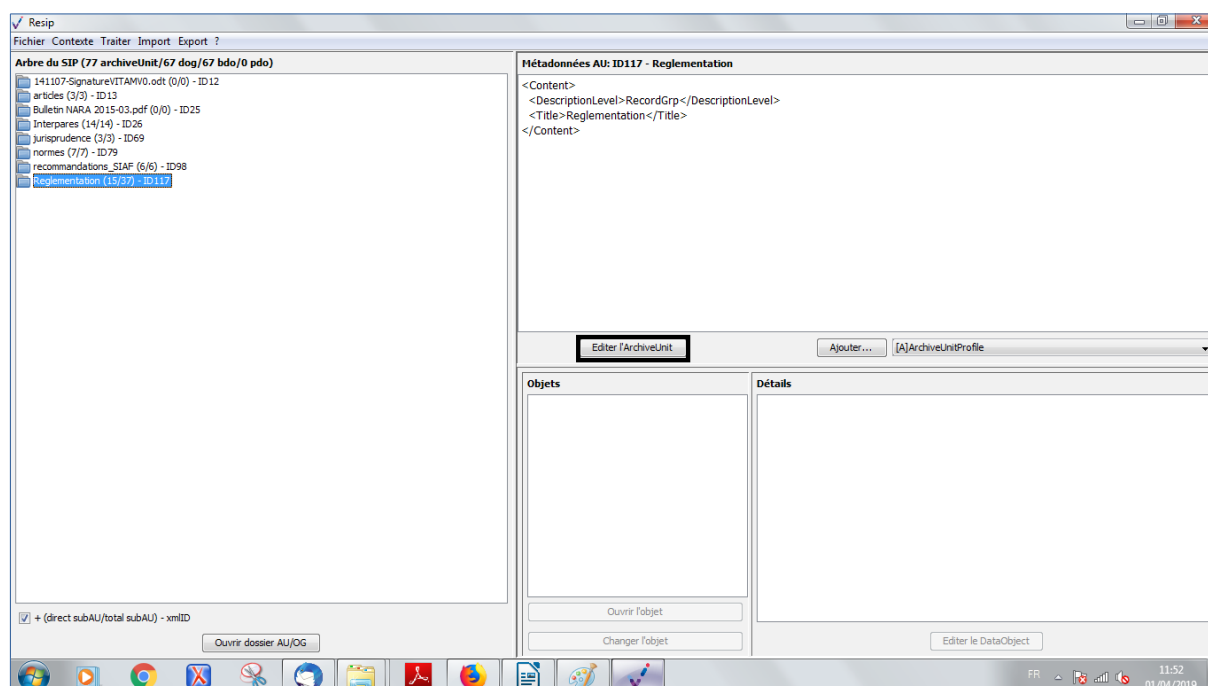 Resip
Fichier Contexte Traiter Import Export ?
Arbre du SIP (77 archiveUnit/67 dog/67 bdo/0 pdo)
141107-SignatureVITAMV0.odt (0/0) - ID12
articles (3/3) - ID13
Bulletin NARA 2015-03.pdf (0/0) - ID25
Interpares (14/14) - ID26
jurisprudence (3/3) - ID69
normes (7/7) - ID79
recommandations_SIAF (6/6) - ID98
Reglementation (15/37) - ID117
+ (direct subAU/total subAU) - xmlID
Ouvrir dossier AU/OG
Métadonnées AU: ID117 - Reglementation
<Content>
<DescriptionLevel>RecordGrp</DescriptionLevel>
<Title>Reglementation</Title>
</Content>
Editer l'ArchiveUnit
Ajouter... [A]ArchiveUnitProfile
Objets
Ouvrir l'objet
Changer l'objet
Détails
Editer le DataObject
FR
11:52
01/04/2019